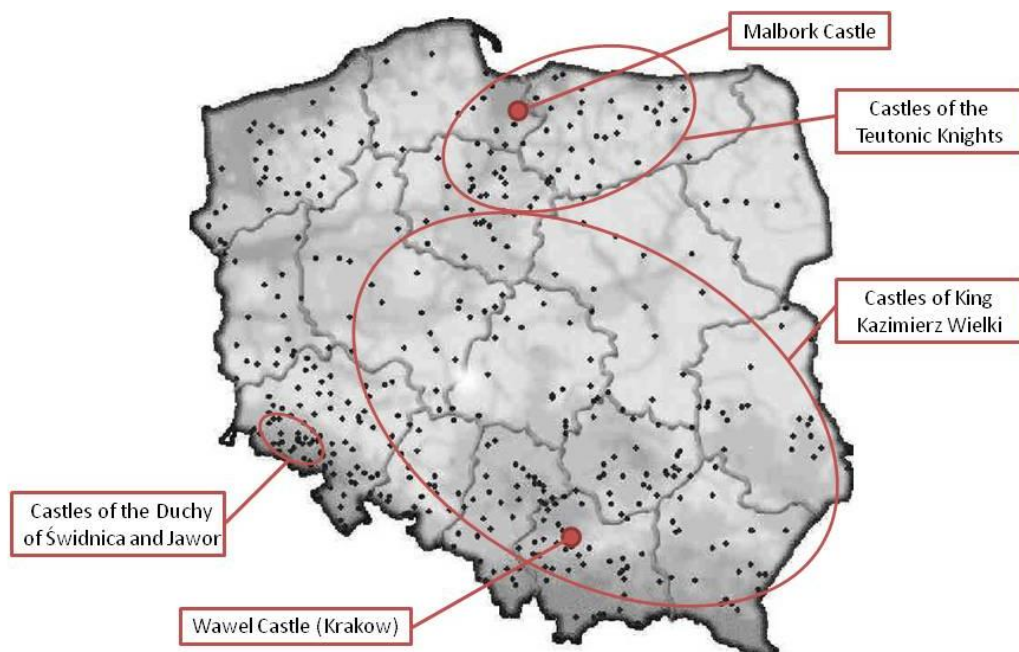 Malbork Castle
Castles of the
Teutonic Knights
Castles of King
Kazimierz Wielki
Castles of the Duchy
of Świdnica and Jawor
Wawel Castle (Krakow)